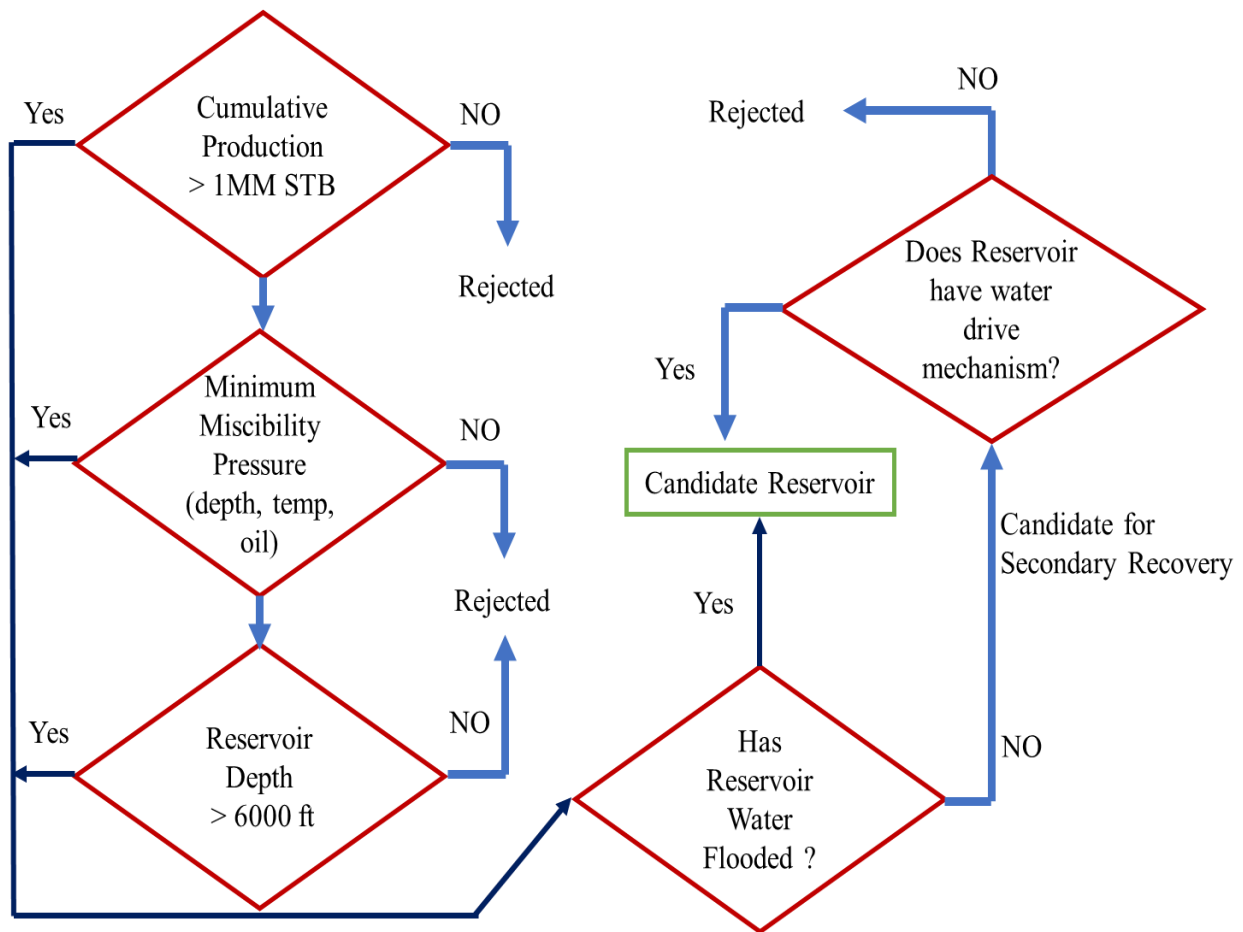 Yes
Cumulative
Production
> 1MM STB
NO
Rejected
Yes
Minimum
Miscibility
Pressure
(depth, temp,
oil)
NO
Rejected
Yes
Reservoir
Depth
> 6000 ft
NO
NO
Rejected
Does Reservoir
have water
drive
mechanism?
Yes
Candidate Reservoir
Candidate for
Secondary Recovery
Yes
NO
Has
Reservoir
Water
Flooded ?